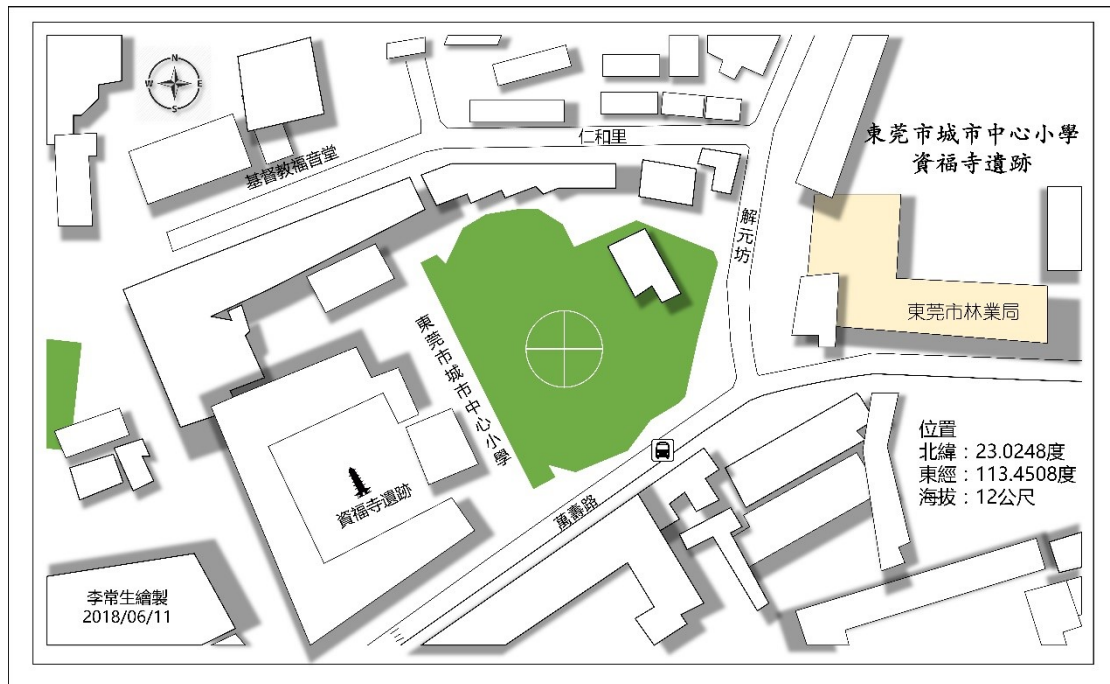 N
W
E
S
仁和里
東莞市城市中心小學
資福寺遺跡
基督教福音堂
解元坊
東莞市林業局
東莞市城市中心小學
位置
北緯：23.0248度
東經：113.4508度
海拔：12公尺
資福寺遺跡
萬壽路
李常生繪製
2018/06/11